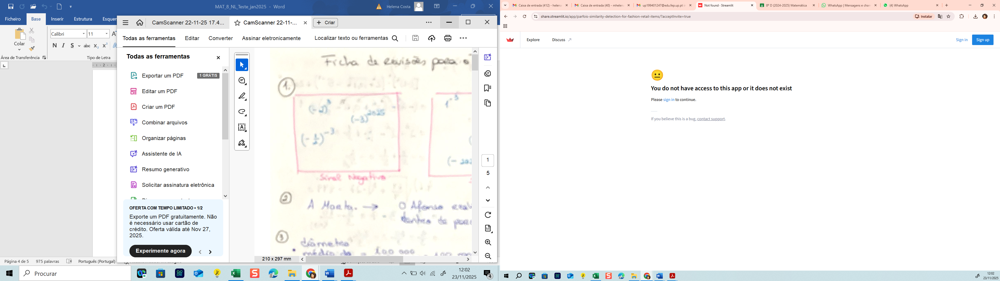 MAT_8_NL_Teste_jan2025 - Word
Helena Costa
Ficheiro
Base
Inserir
Estrutura
Esquem
Colar
Calibri
11
N I S abc x₂ x²
Área de Transferência
Tipo de Letra
2
CamScanner 22-11-25 17.4...
CamScanner 22-11-...
Criar
Todas as ferramentas
Editar
Converter
Assinar eletronicamente
Localizar texto ou ferramentas
Todas as ferramentas
Exportar um PDF
1 GRÁTIS
Editar um PDF
Criar um PDF
Combinar arquivos
Organizar páginas
Assistente de IA
Resumo generativo
Solicitar assinatura eletrônica
OFERTA COM TEMPO LIMITADO • 1/2
Exporte um PDF gratuitamente. Não
é necessário usar cartão de
crédito. Oferta válida até Nov 27,
2025.
Experimente agora
Ficha de revisões para o
1.
(-2)
(-3)²⁰²⁵
(-½)⁻³
1⁻³
Sinal Negativo
2
A Marta. → O Afonso
dentro de
3
diâmetro
médio do = 100 000
210 x 297 mm
1
5
1:1
Página 4 de 5
975 palavras
Português (Portugal)
Procurar
12:02
23/11/2025
4
Caixa de entrada (412) - helena
Caixa de entrada (40) - mhelen
up199401247@edu.fep.up.pt
Not found · Streamlit
8º D (2024-2025) Matemática
WhatsApp | Mensagens e cham
(4) WhatsApp
share.streamlit.io/app/parfois-similarity-detection-for-fashion-retail-items/?acceptInvite=true
Instalar
Explore
Discuss
Sign in
Sign up
You do not have access to this app or it does not exist
Please sign in to continue.
If you believe this is a bug, contact support.
12:02
23/11/2025